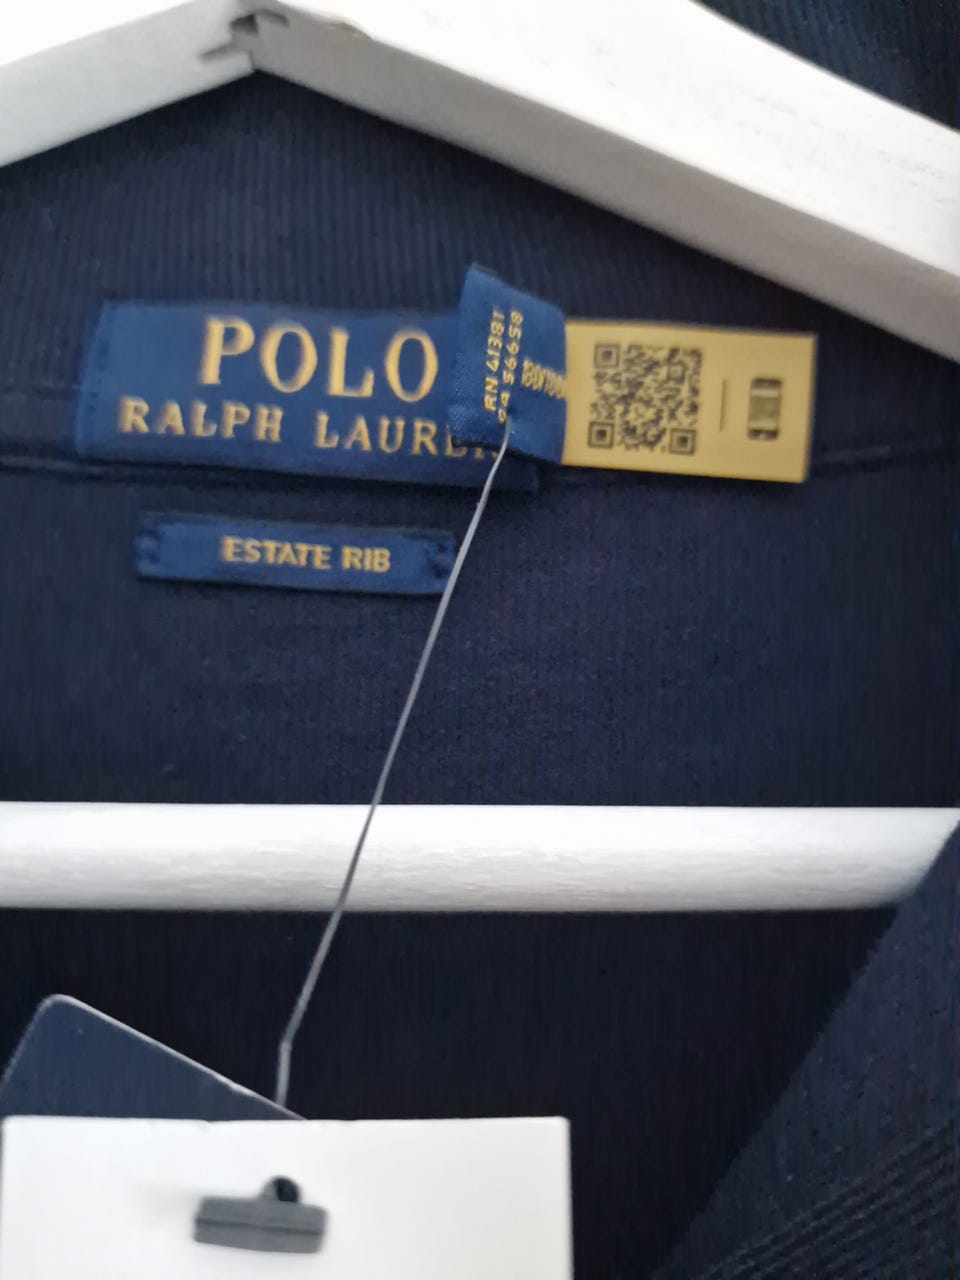 POLO
RALPH LAUREN
ESTATE RIB
RN 41381
CA 56658